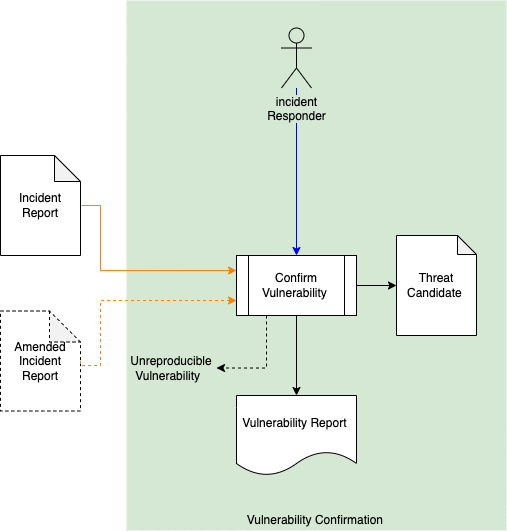 incident
Responder
Incident
Report
Confirm
Vulnerability
Threat
Candidate
Amended
Incident
Report
Unreproducible
Vulnerability
Vulnerability Report
Vulnerability Confirmation